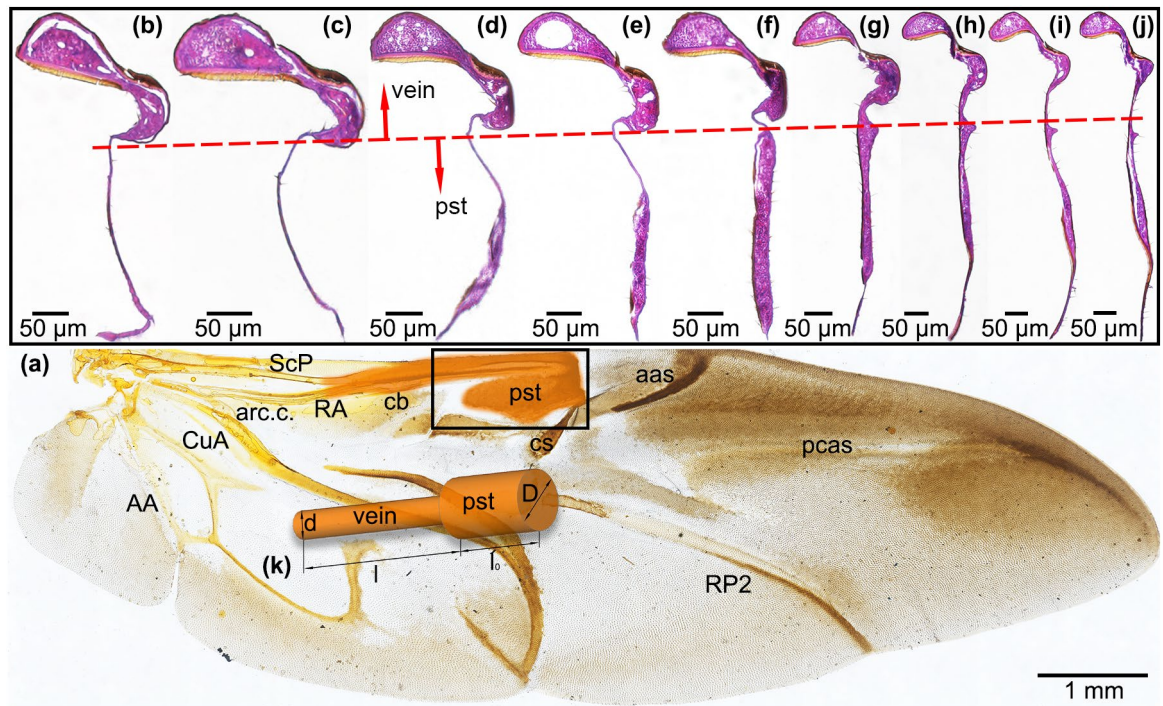 (b) (c) (d) (e) (f) (g) (h) (i) (j)
vein
pst
50 µm 50 µm 50 µm 50 µm 50 µm 50 µm 50 µm 50 µm 50 µm
(a)
ScP
pst
aas
arc.c. RA cb
CuA
cs
pcas
AA
d vein pst D
(k)
l l₀
RP2
1 mm